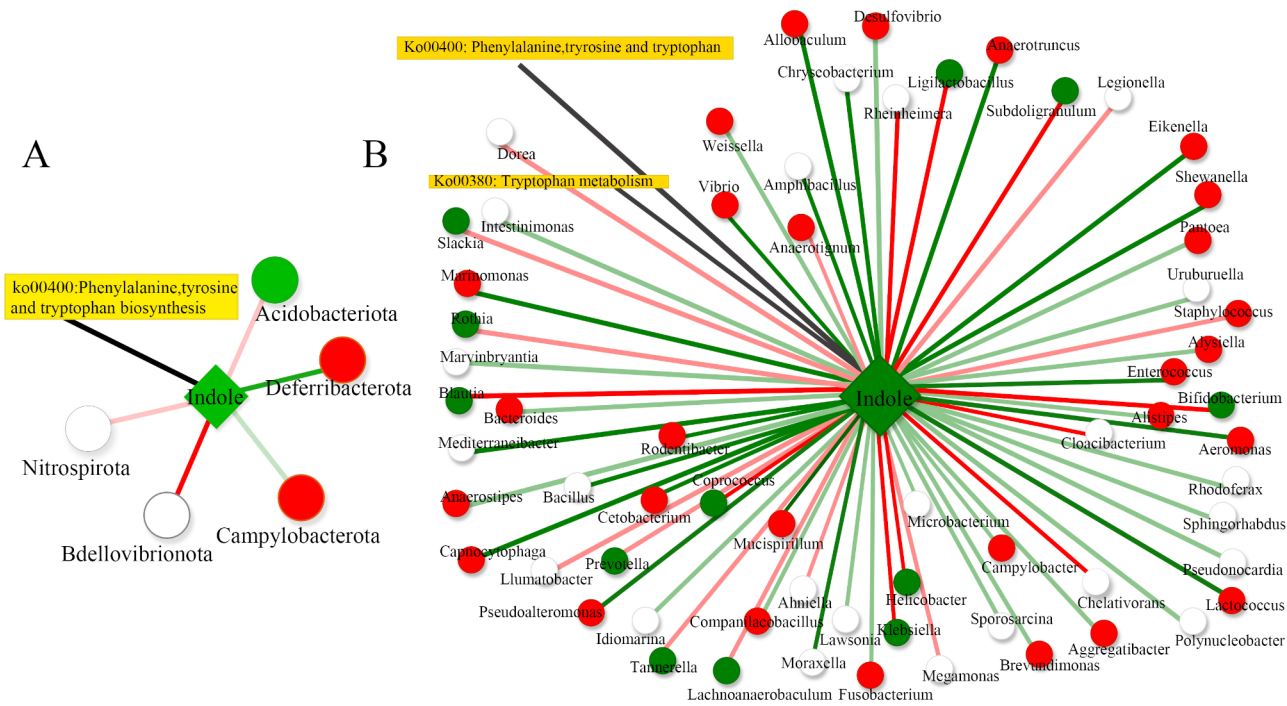 A
ko00400:Phenylalanine,tyrosine
and tryptophan biosynthesis
Acidobacteriota
Deferribacterota
Indole
Nitrospirota
Campylobacterota
Bdellovibrionota
B
Ko00400: Phenylalanine,tryrosine and tryptophan
Desulfovibrio
Allobaculum
Anaerotruncus
Chryseobacterium
Ligilactobacillus
Legionella
Rheinheimera
Subdoligranulum
Eikenella
Weissella
Dorea
Shewanella
Ko00380: Tryptophan metabolism
Amphibacillus
Vibrio
Intestinimonas
Pantoea
Slackia
Anaerotignum
Uruburuella
Marinomonas
Staphylococcus
Rothia
Alysiella
Marvinbryantia
Enterococcus
Blautia
Indole
Bifidobacterium
Bacteroides
Alistipes
Mediterraneibacter
Rodentibacter
Cloacibacterium
Aeromonas
Coprococcus
Rhodoferax
Anaerostipes
Bacillus
Cetobacterium
Microbacterium
Sphingorhabdus
Mucispirillum
Capnocytophaga
Prevotella
Campylobacter
Pseudonocardia
Llumatobacter
Ahniella
Helicobacter
Chelativorans
Lactococcus
Pseudoalteromonas
Companilacobacillus
Sporosarcina
Idiomarina
Lawsonia
Klebsiella
Polynucleobacter
Aggregatibacter
Tannerella
Moraxella
Brevundimonas
Megamonas
Lachnoanaerobaculum
Fusobacterium